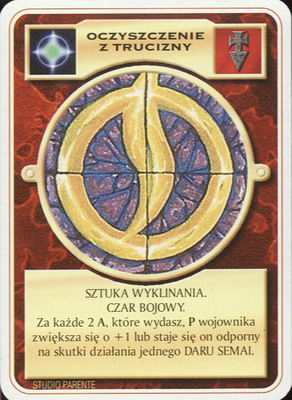 OCZYSZCZENIE
Z TRUCIZNY
SZTUKA WYKLINANIA.
CZAR BOJOWY.
Za każde 2 A, które wydasz, P wojownika
zwiększa się o +1 lub staje się on odporny
na skutki działania jednego DARU SEMAI.
STUDIO PARENTE